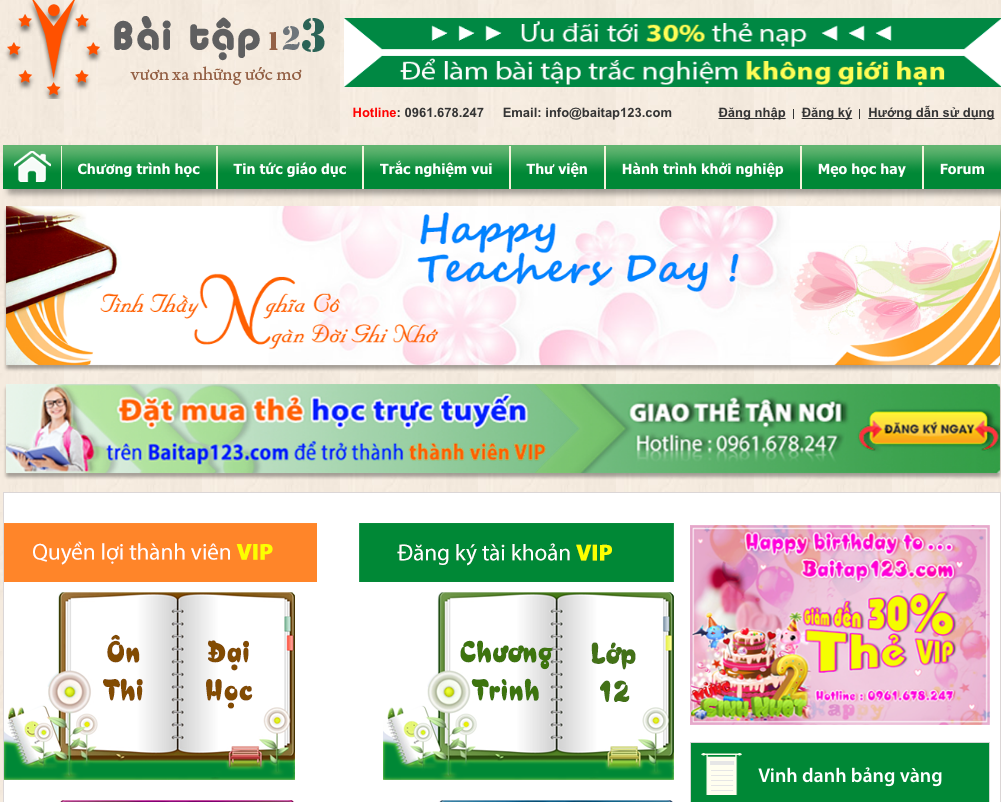 Bài tập 123
vươn xa những ước mơ
►►► Ưu đãi tới 30% thẻ nạp ◄◄◄
Để làm bài tập trắc nghiệm không giới hạn
Hotline: 0961.678.247 Email: info@baitap123.com Đăng nhập | Đăng ký | Hướng dẫn sử dụng
Chương trình học Tin tức giáo dục Trắc nghiệm vui Thư viện Hành trình khởi nghiệp Mẹo học hay Forum
Happy
Teachers Day !
Tình Thầy Nghĩa Cô
Ngàn Đời Ghi Nhớ
Đặt mua thẻ học trực tuyến
trên Baitap123.com để trở thành thành viên VIP
GIAO THẺ TẬN NƠI
Hotline : 0961.678.247
ĐĂNG KÝ NGAY
Quyền lợi thành viên VIP
Ôn Thi
Đại Học
Đăng ký tài khoản VIP
Chương Trình
Lớp 12
Happy birthday to...
Baitap123.com
Giảm đến 30%
Thẻ VIP
Mừng 2
Sinh Nhật
Hotline : 0961.678.247
Happy
Vinh danh bảng vàng